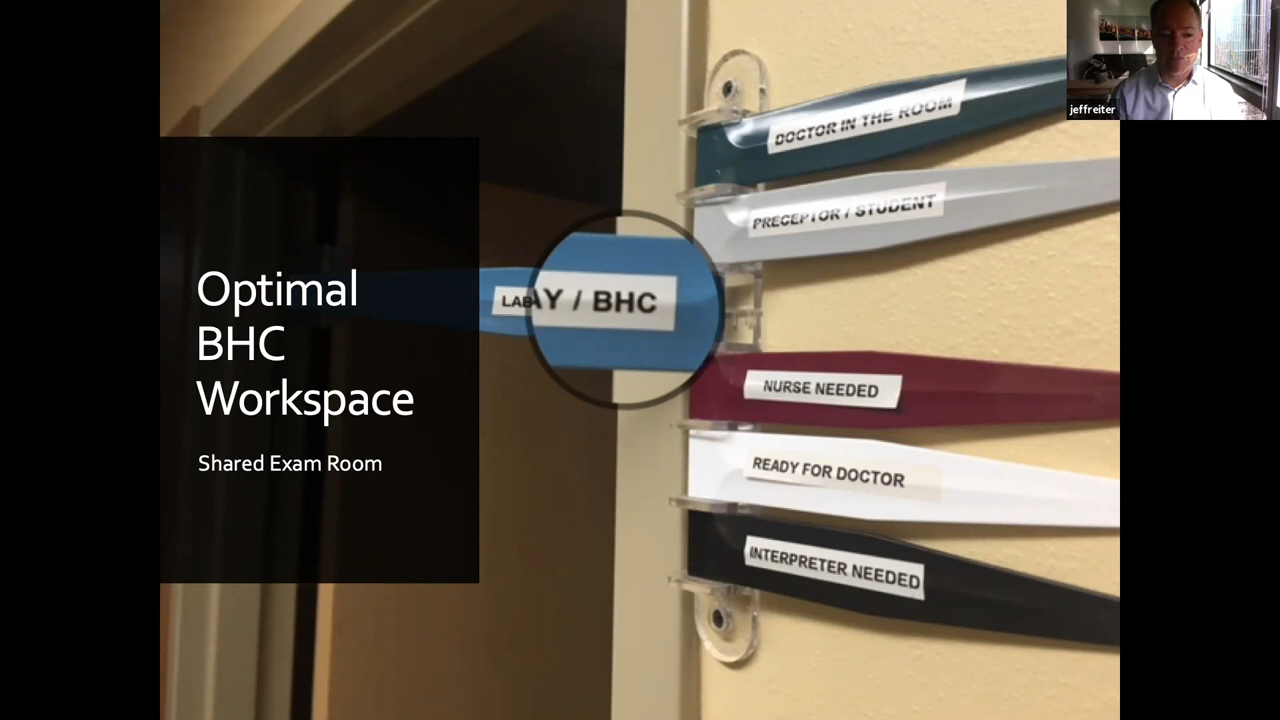 jeffreiter
DOCTOR IN THE ROOM
PRECEPTOR / STUDENT
LAB
Y / BHC
Optimal
BHC
Workspace
NURSE NEEDED
Shared Exam Room
READY FOR DOCTOR
INTERPRETER NEEDED